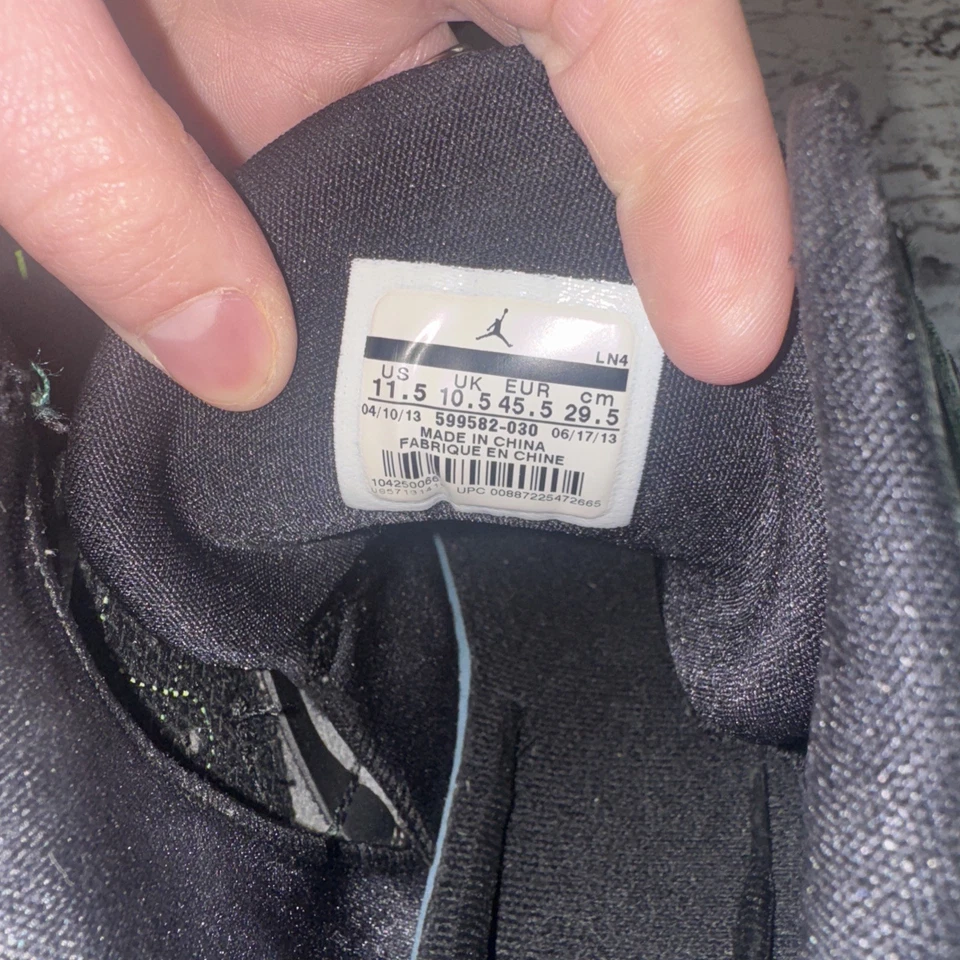 LN4
US UK EUR cm
11.5 10.5 45.5 29.5
04/10/13 599582-030 06/17/13
MADE IN CHINA
FABRIQUE EN CHINE
UPC 00887225472665